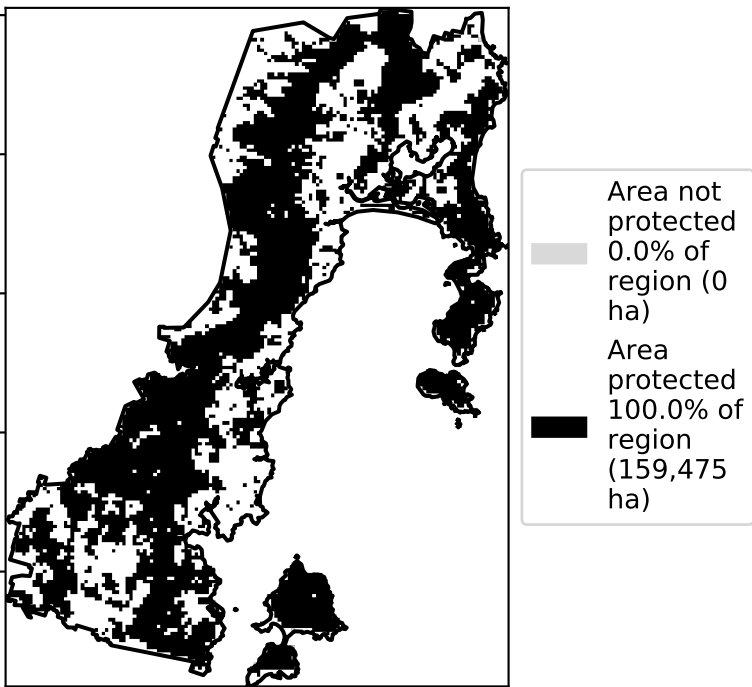 Area not
protected
0.0% of
region (0
ha)
Area
protected
100.0% of
region
(159,475
ha)